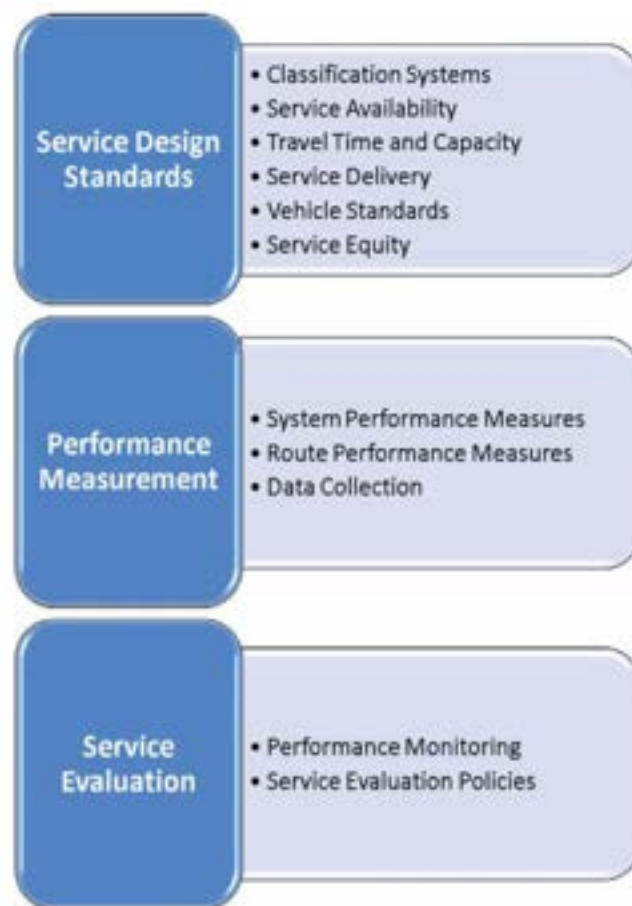 Service Design
Standards
• Classification Systems
• Service Availability
• Travel Time and Capacity
• Service Delivery
• Vehicle Standards
• Service Equity
Performance
Measurement
• System Performance Measures
• Route Performance Measures
• Data Collection
Service
Evaluation
• Performance Monitoring
• Service Evaluation Policies